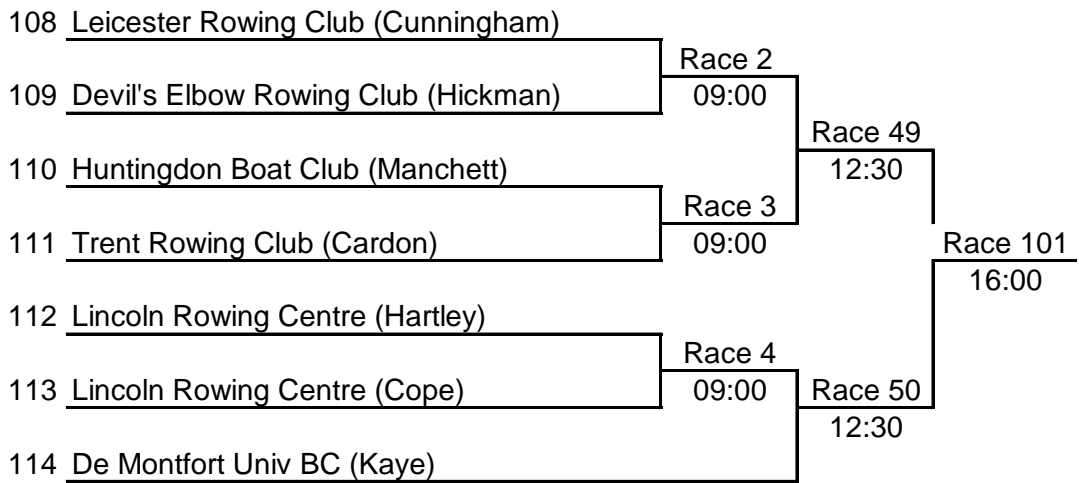 108 Leicester Rowing Club (Cunningham)
Race 2
109 Devil's Elbow Rowing Club (Hickman)
09:00
Race 49
110 Huntingdon Boat Club (Manchett)
12:30
Race 3
111 Trent Rowing Club (Cardon)
09:00
Race 101
16:00
112 Lincoln Rowing Centre (Hartley)
Race 4
113 Lincoln Rowing Centre (Cope)
09:00
Race 50
12:30
114 De Montfort Univ BC (Kaye)